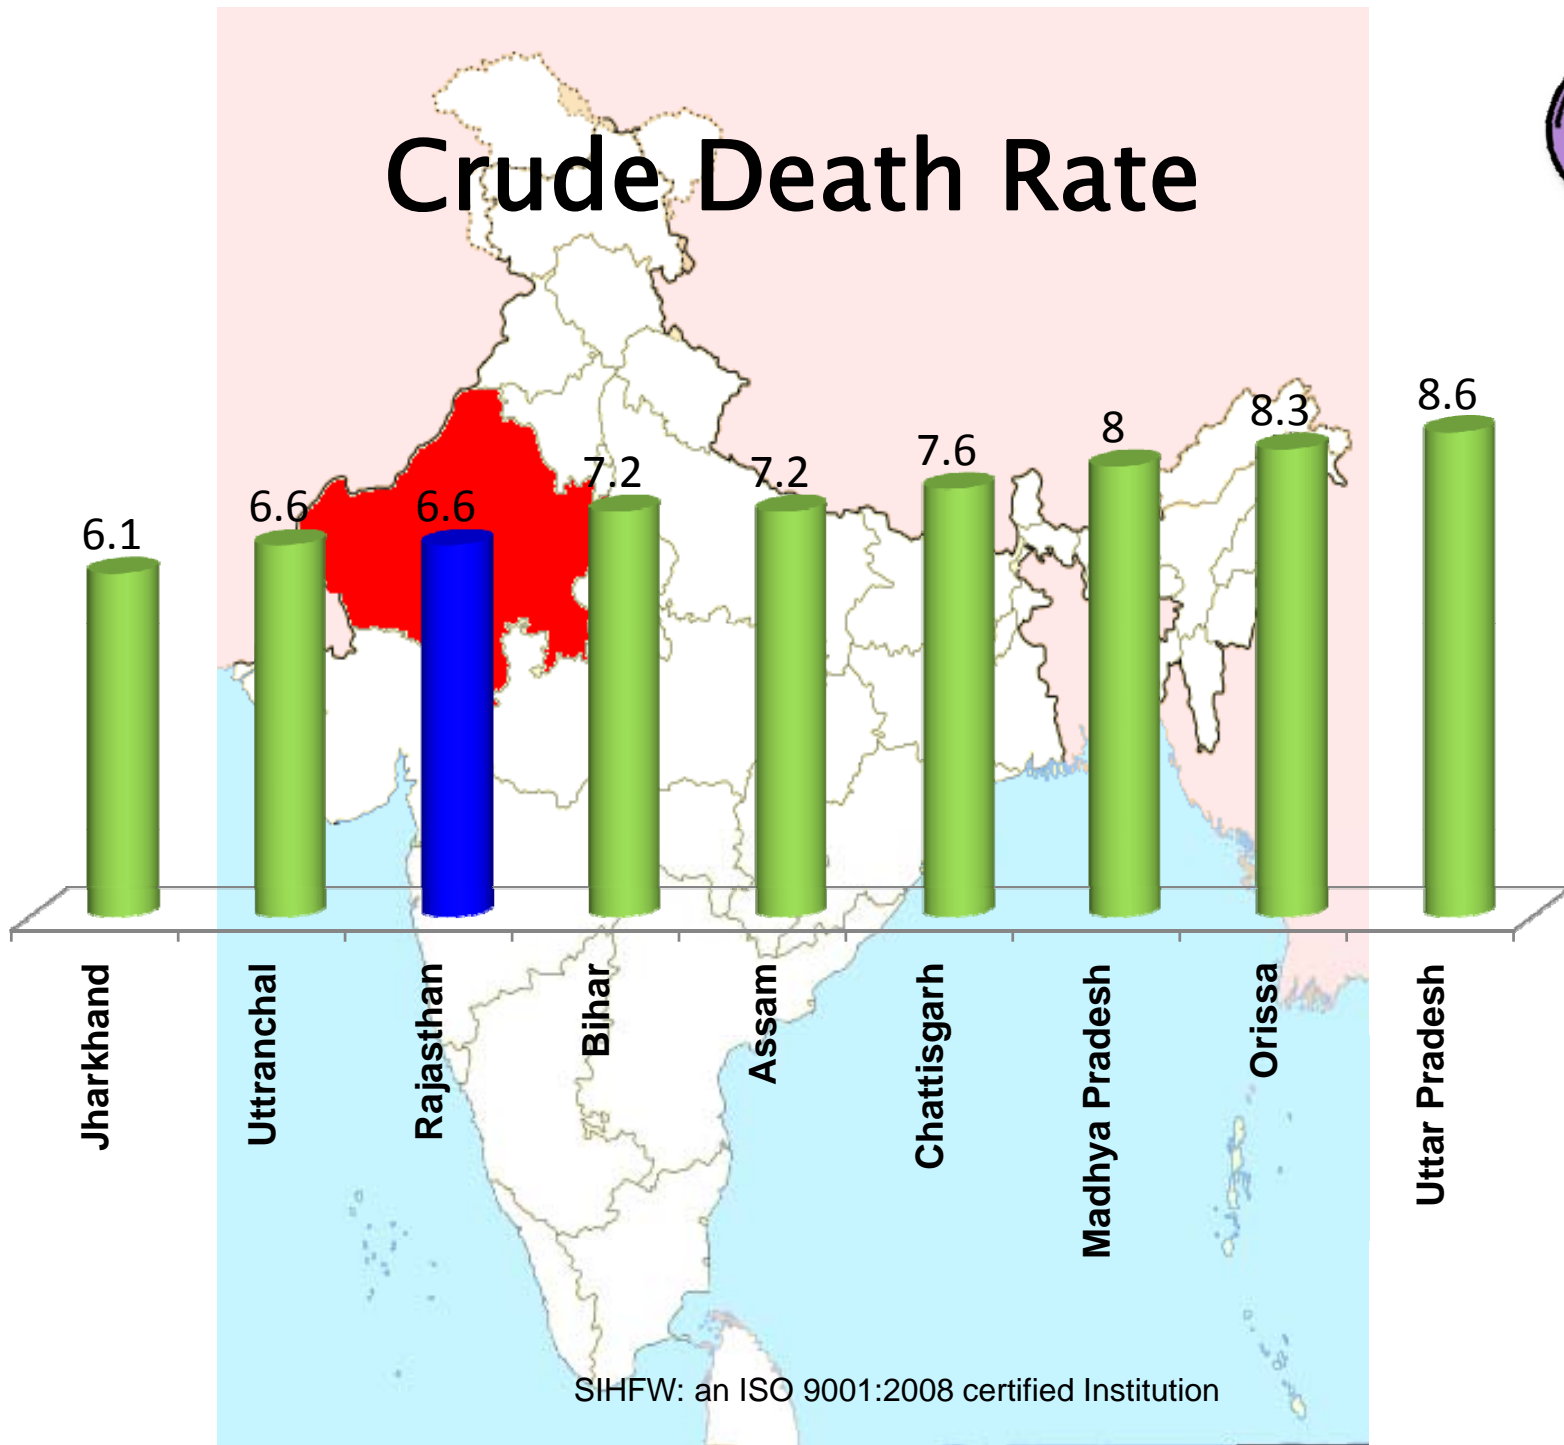 Crude Death Rate
6.1
6.6
6.6
7.2
7.2
7.6
8
8.3
8.6
Jharkhand
Uttranchal
Rajasthan
Bihar
Assam
Chattisgarh
Madhya Pradesh
Orissa
Uttar Pradesh
SIHFW: an ISO 9001:2008 certified Institution